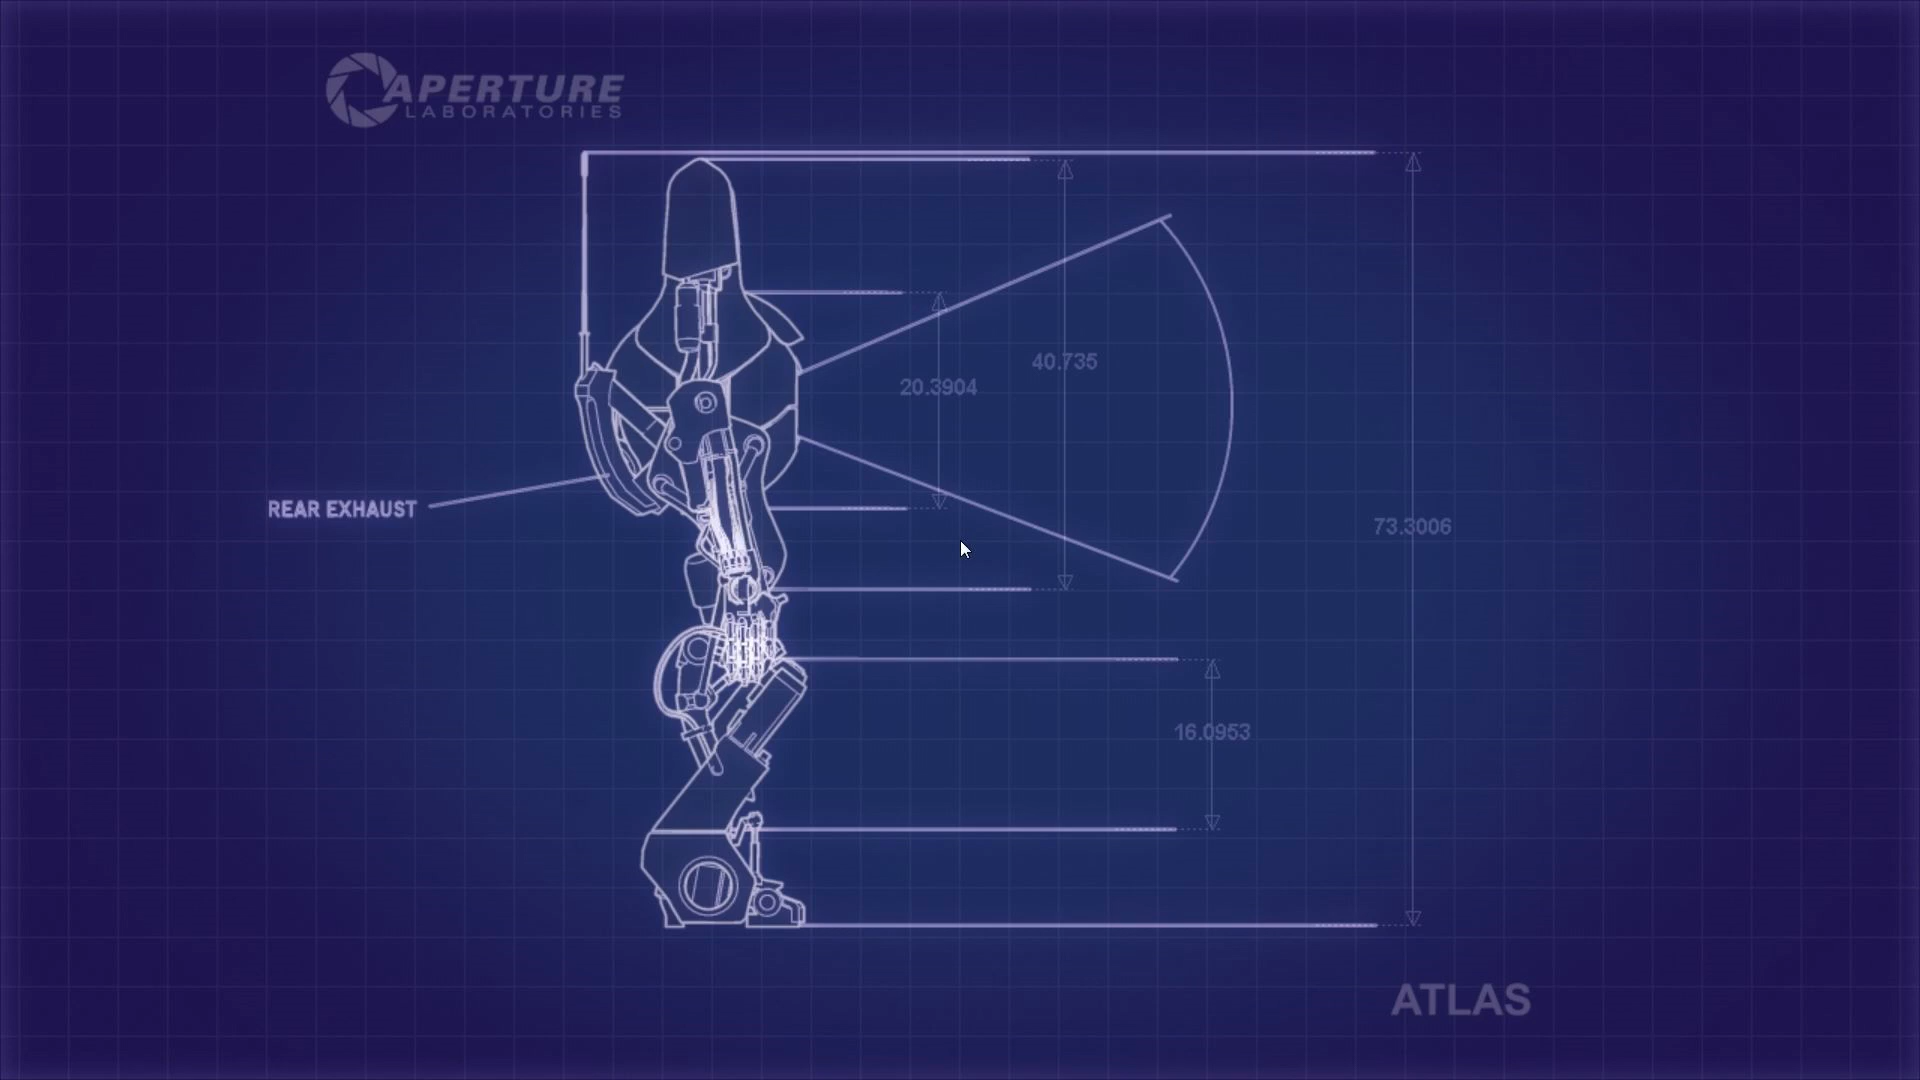 APERTURE
LABORATORIES
40.735
20.3904
REAR EXHAUST
73.3006
16.0953
ATLAS